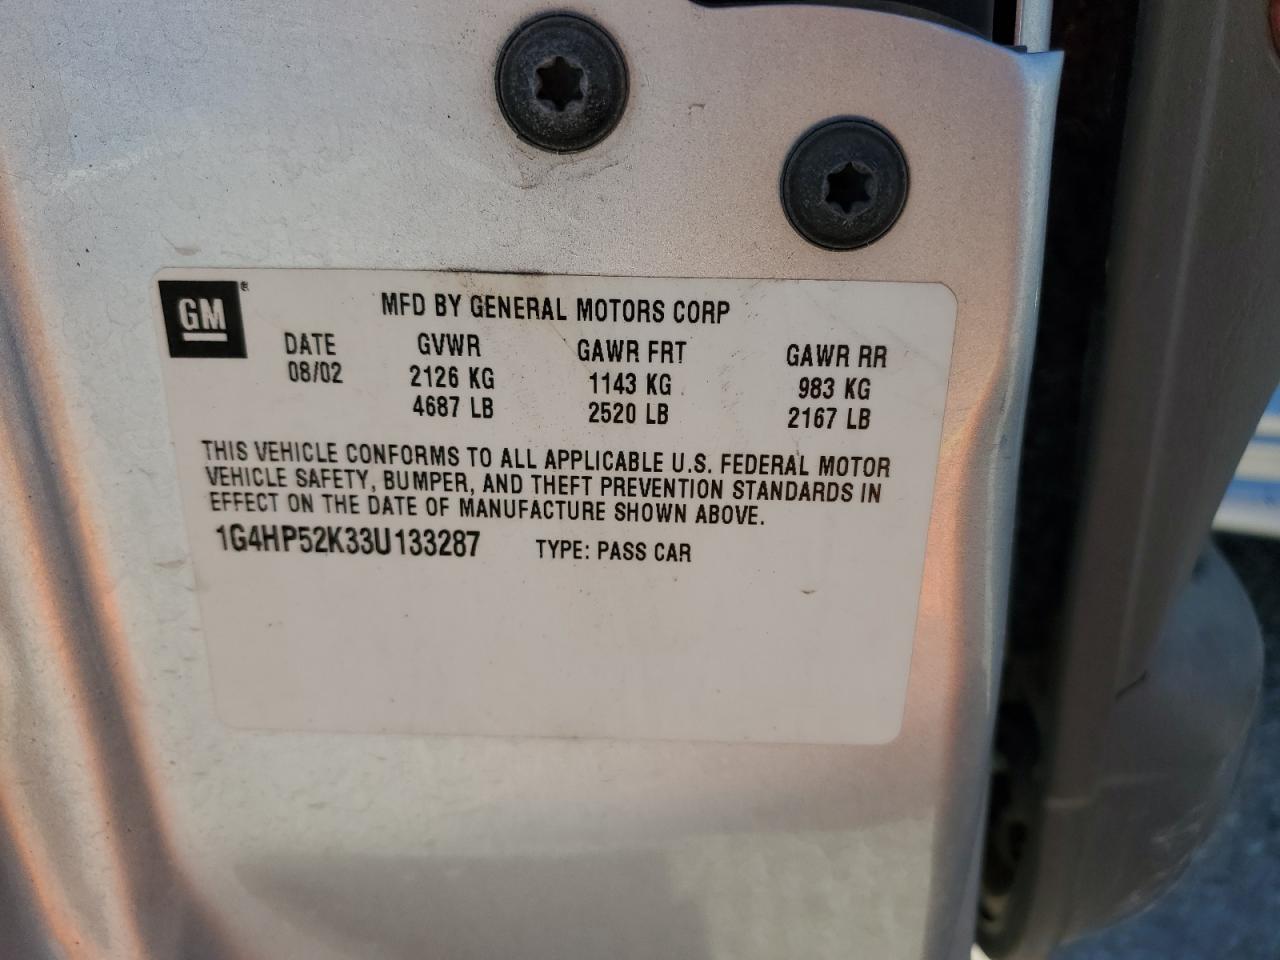 GM®
MFD BY GENERAL MOTORS CORP
DATE GVWR GAWR FRT GAWR RR
08/02 2126 KG 1143 KG 983 KG
4687 LB 2520 LB 2167 LB
THIS VEHICLE CONFORMS TO ALL APPLICABLE U.S. FEDERAL MOTOR
VEHICLE SAFETY, BUMPER, AND THEFT PREVENTION STANDARDS IN
EFFECT ON THE DATE OF MANUFACTURE SHOWN ABOVE.
1G4HP52K33U133287 TYPE: PASS CAR